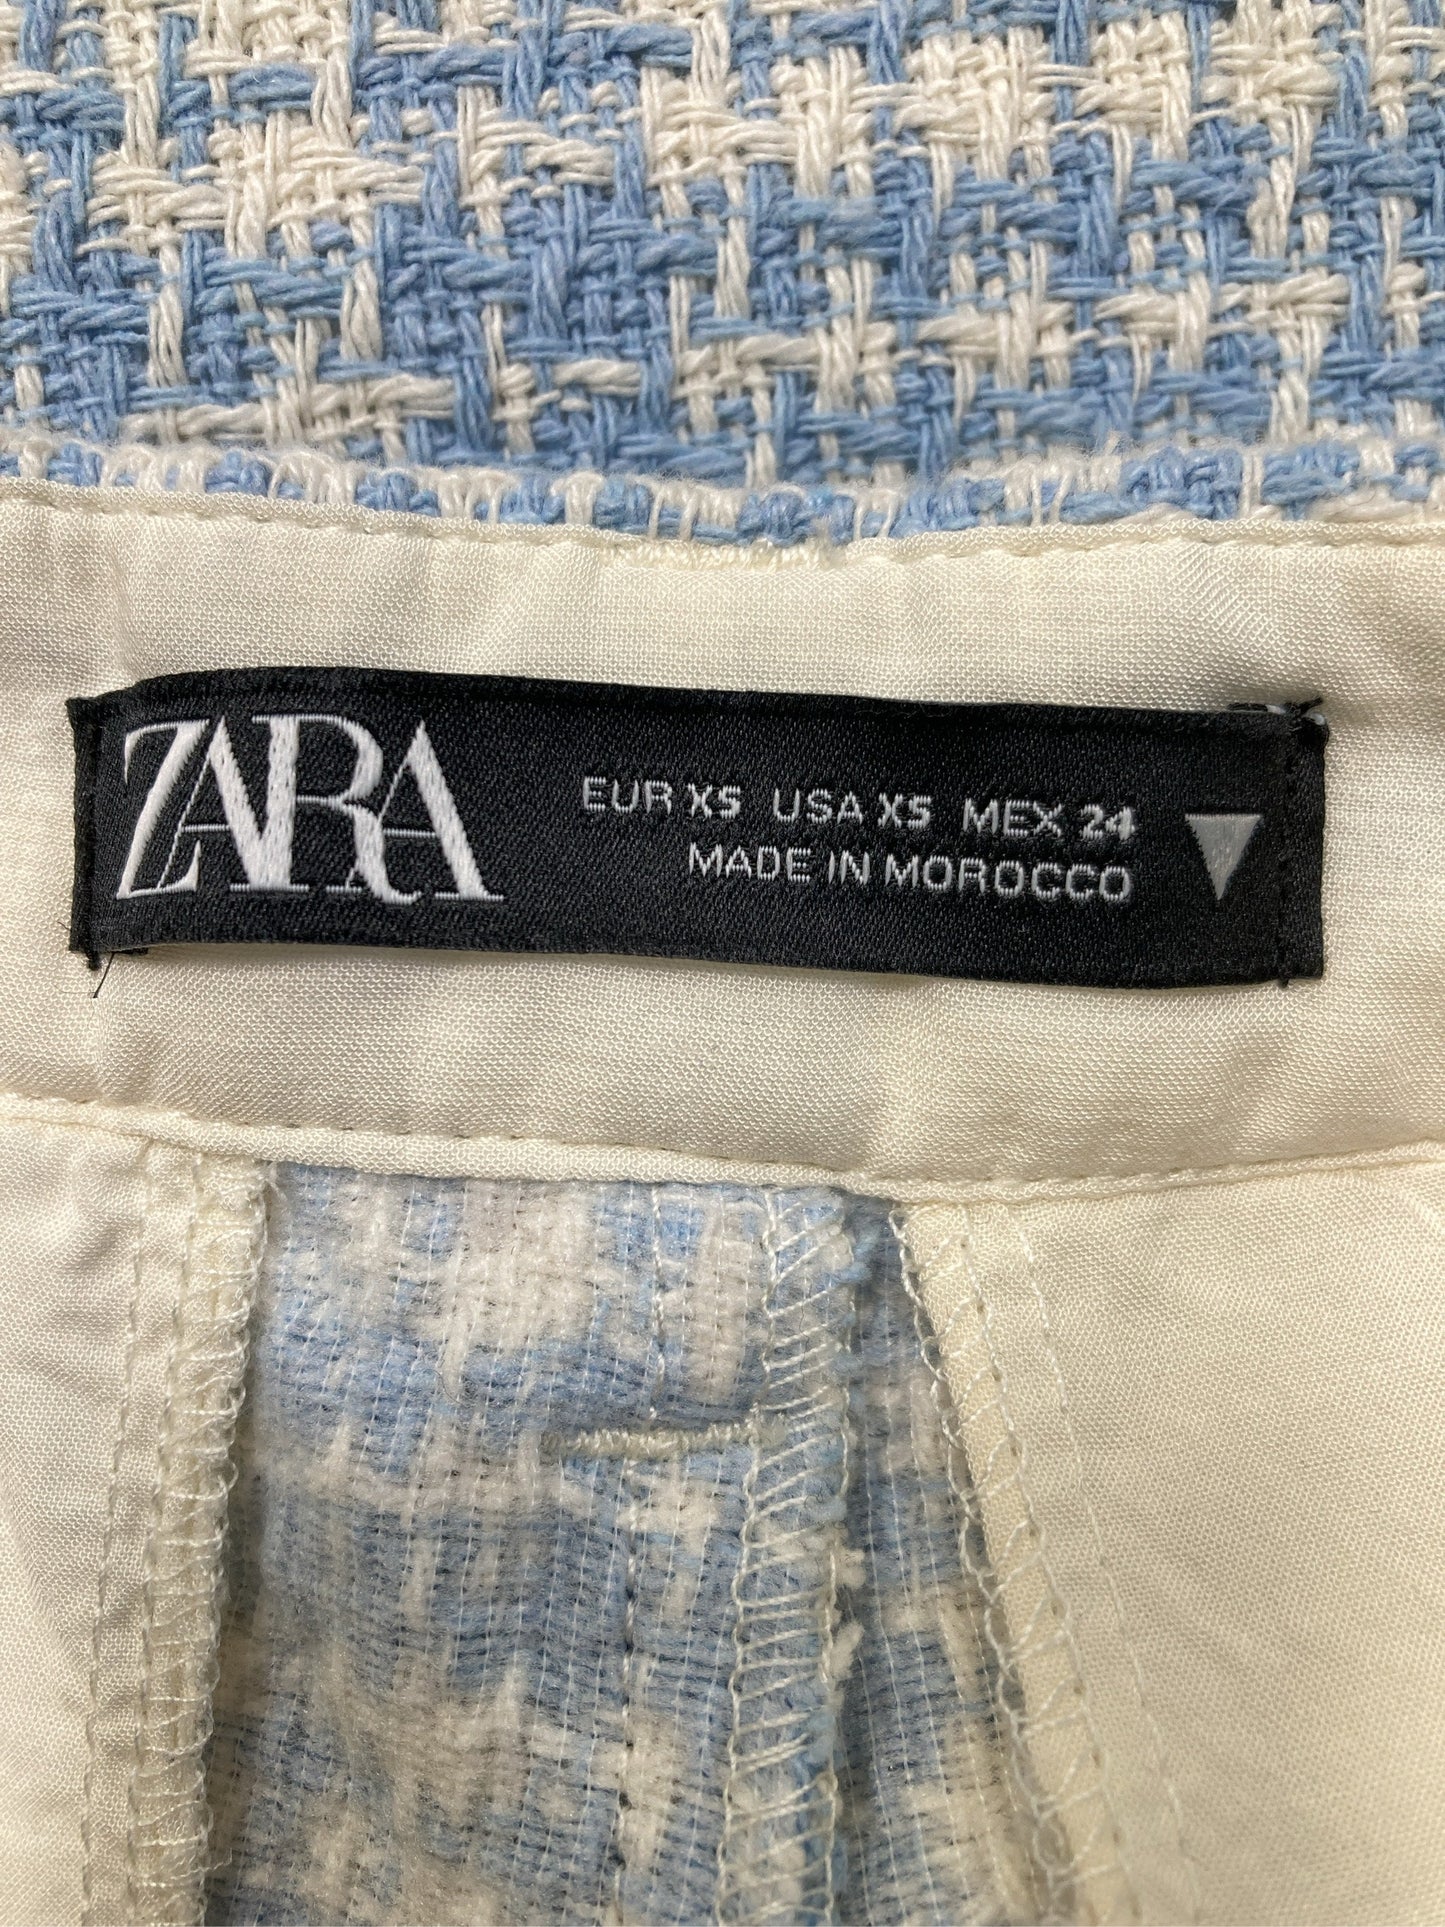 ZARA
EUR XS USA XS MEX 24
MADE IN MOROCCO